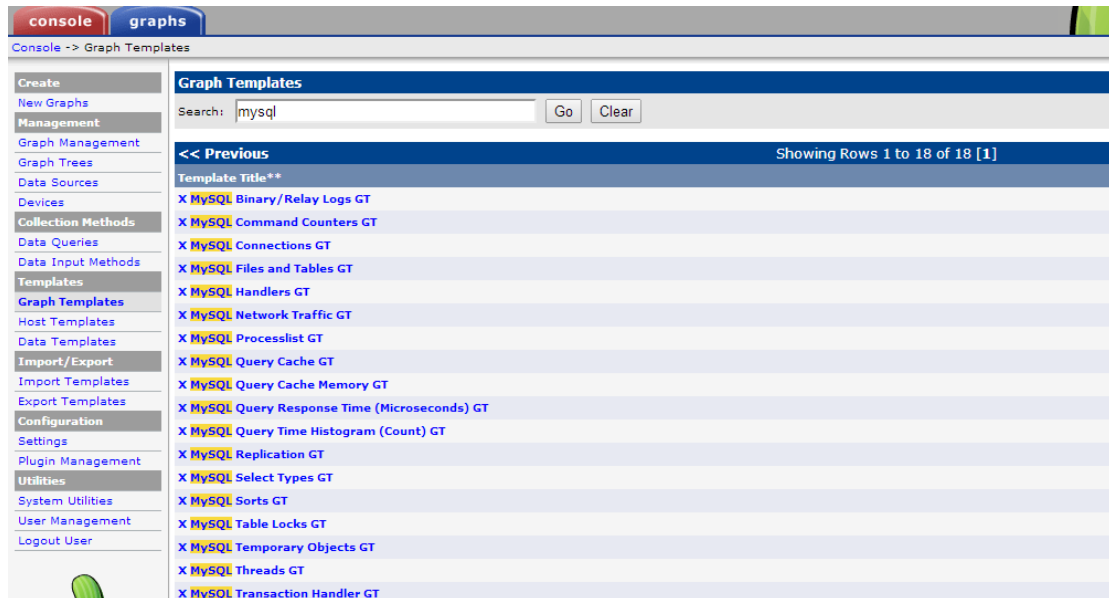 console graphs
Console -> Graph Templates
Create
New Graphs
Management
Graph Management
Graph Trees
Data Sources
Devices
Collection Methods
Data Queries
Data Input Methods
Templates
Graph Templates
Host Templates
Data Templates
Import/Export
Import Templates
Export Templates
Configuration
Settings
Plugin Management
Utilities
System Utilities
User Management
Logout User
Graph Templates
Search: mysql Go Clear
<< Previous Showing Rows 1 to 18 of 18 [1]
Template Title**
X MySQL Binary/Relay Logs GT
X MySQL Command Counters GT
X MySQL Connections GT
X MySQL Files and Tables GT
X MySQL Handlers GT
X MySQL Network Traffic GT
X MySQL Processlist GT
X MySQL Query Cache GT
X MySQL Query Cache Memory GT
X MySQL Query Response Time (Microseconds) GT
X MySQL Query Time Histogram (Count) GT
X MySQL Replication GT
X MySQL Select Types GT
X MySQL Sorts GT
X MySQL Table Locks GT
X MySQL Temporary Objects GT
X MySQL Threads GT
X MySQL Transaction Handler GT